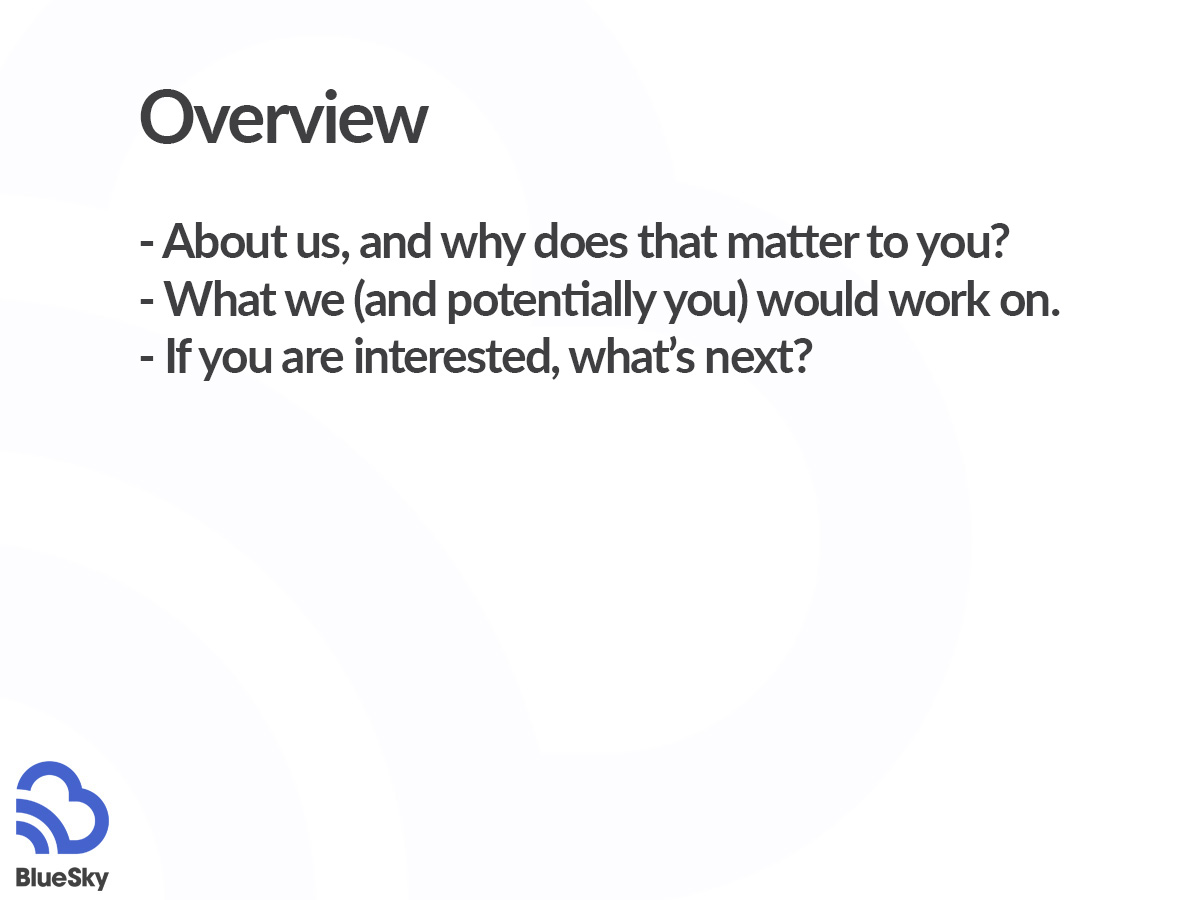 Overview
- About us, and why does that matter to you?
- What we (and potentially you) would work on.
- If you are interested, what’s next?
BlueSky